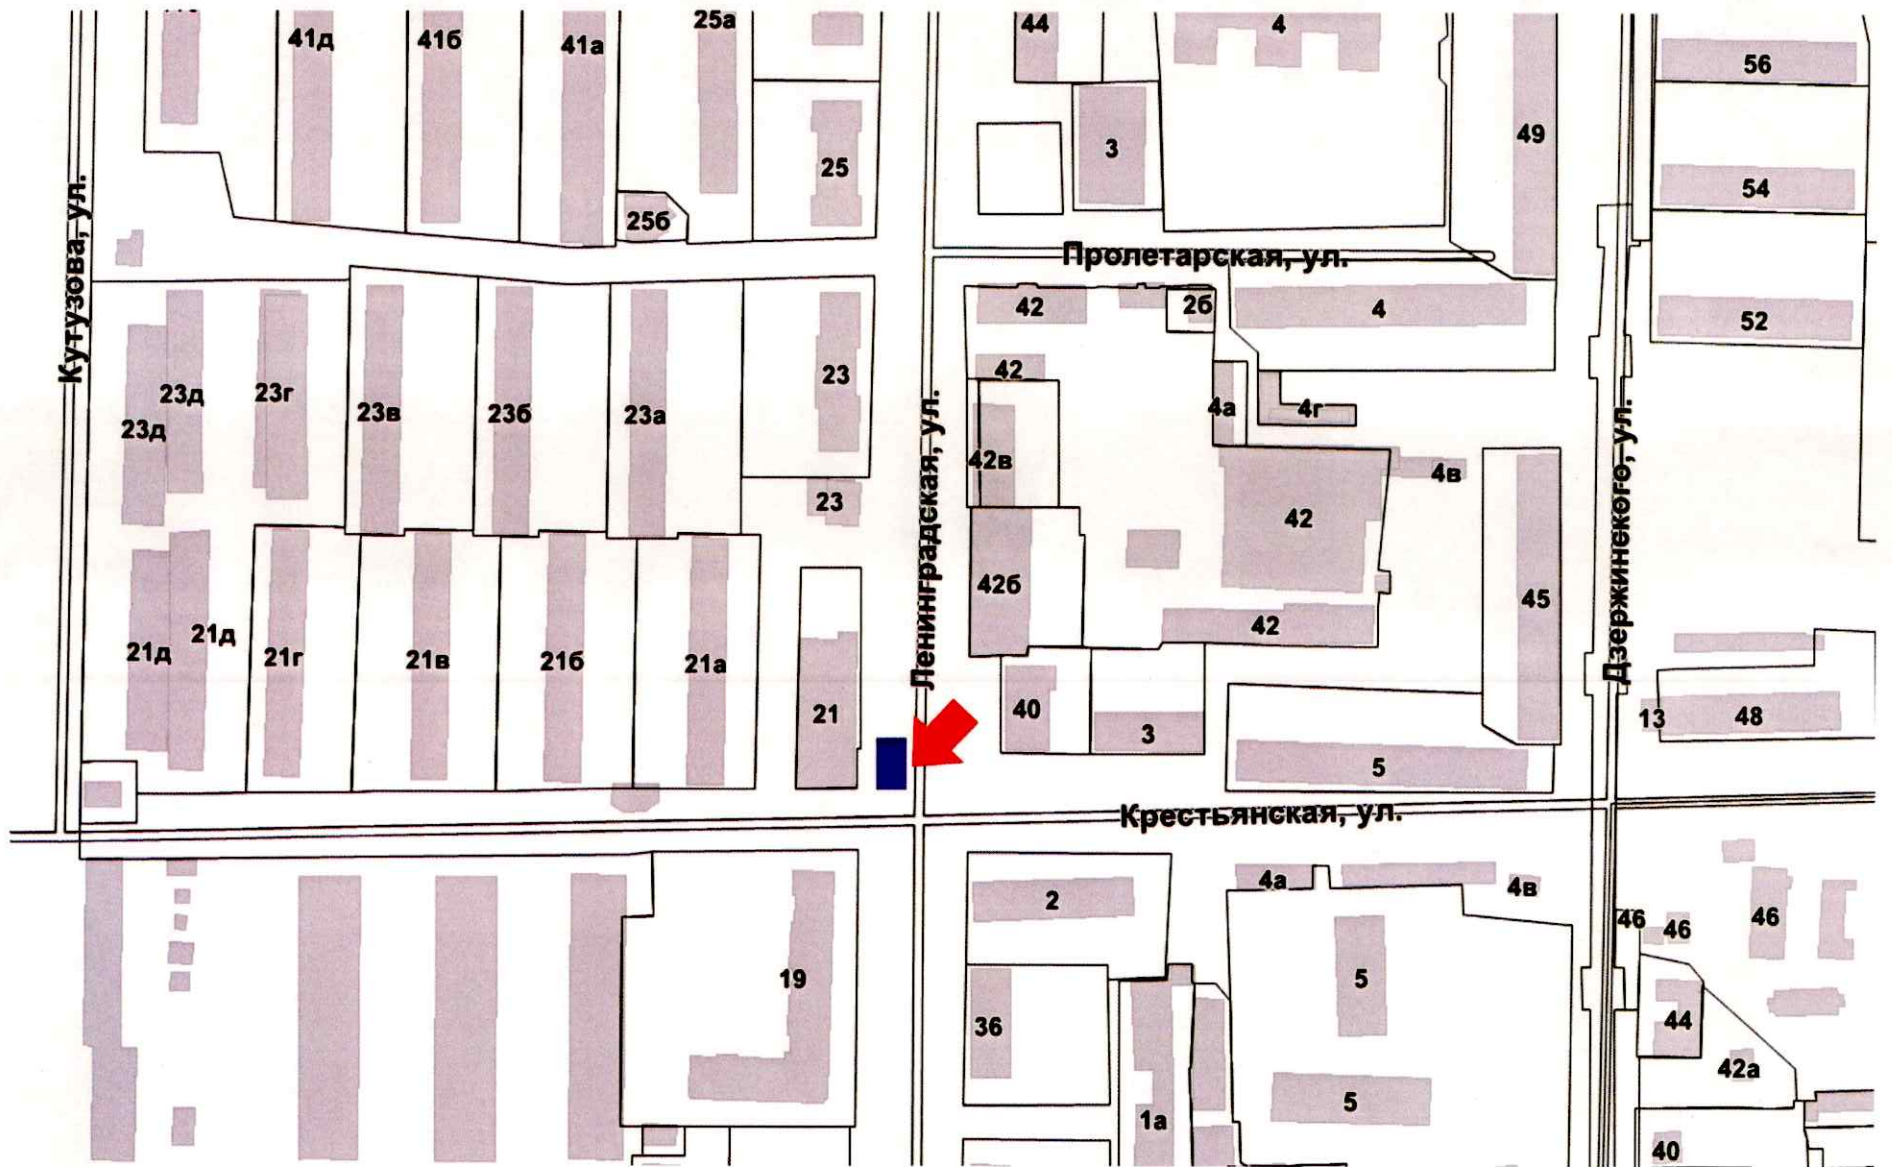 41д
41б
41а
25а
44
4
56
49
3
25
54
25б
Кутузова, ул.
Пролетарская, ул.
42
2б
4
52
42
23
23д
23г
23в
23б
23а
4а
4г
23д
42в
4в
23
42
Ленинградская, ул.
Дзержинского, ул.
42б
45
42
21д
21д
21г
21в
21б
21а
40
21
3
13
48
5
Крестьянская, ул.
4а
4в
2
46
46
46
19
5
36
44
42а
5
1а
40